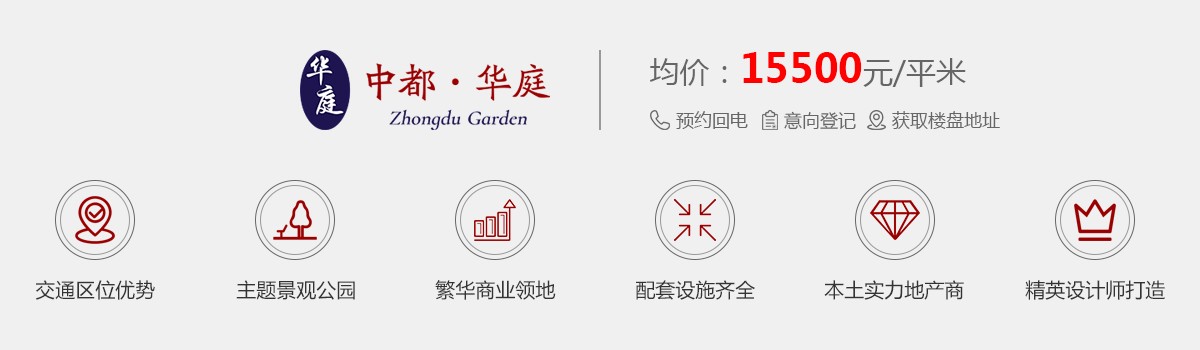 华庭
中都·华庭
Zhongdu Garden
均价：15500元/平米
预约回电 意向登记 获取楼盘地址
交通区位优势 主题景观公园 繁华商业领地 配套设施齐全 本土实力地产商 精英设计师打造